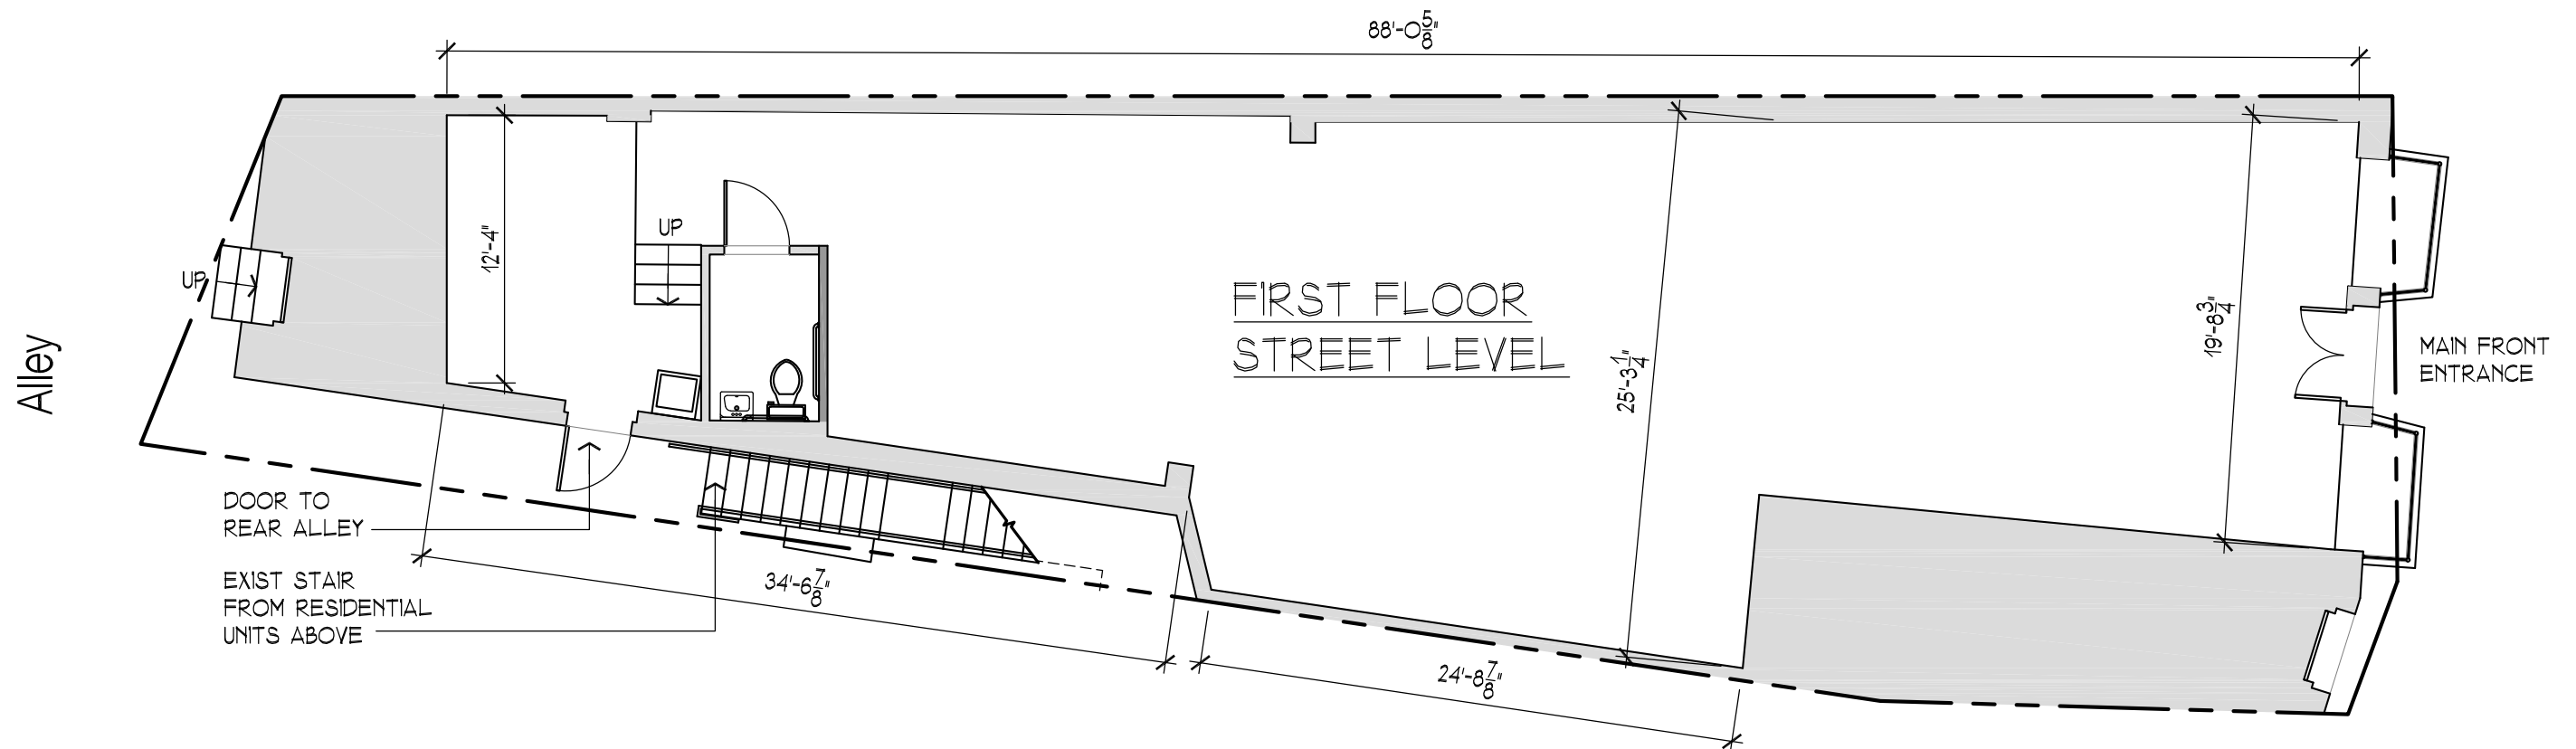 88'-0 5/8"
12'-4"
UP
UP
FIRST FLOOR
STREET LEVEL
25'-3 1/4"
19'-8 3/4"
MAIN FRONT
ENTRANCE
Alley
DOOR TO
REAR ALLEY
EXIST STAIR
FROM RESIDENTIAL
UNITS ABOVE
34'-6 7/8"
24'-8 7/8"